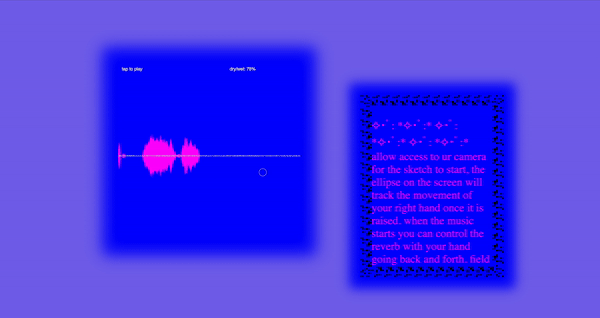 tap to play
dry/wet: 78%
✧･ﾟ: *✧･ﾟ:* ✧･ﾟ:
*✧･ﾟ: *✧･ﾟ:* ✧･ﾟ:*
allow access to ur camera
for the sketch to start. the
ellipse on the screen will
track the movement of
your right hand once it is
raised. when the music
starts you can control the
reverb with your hand
going back and forth. field